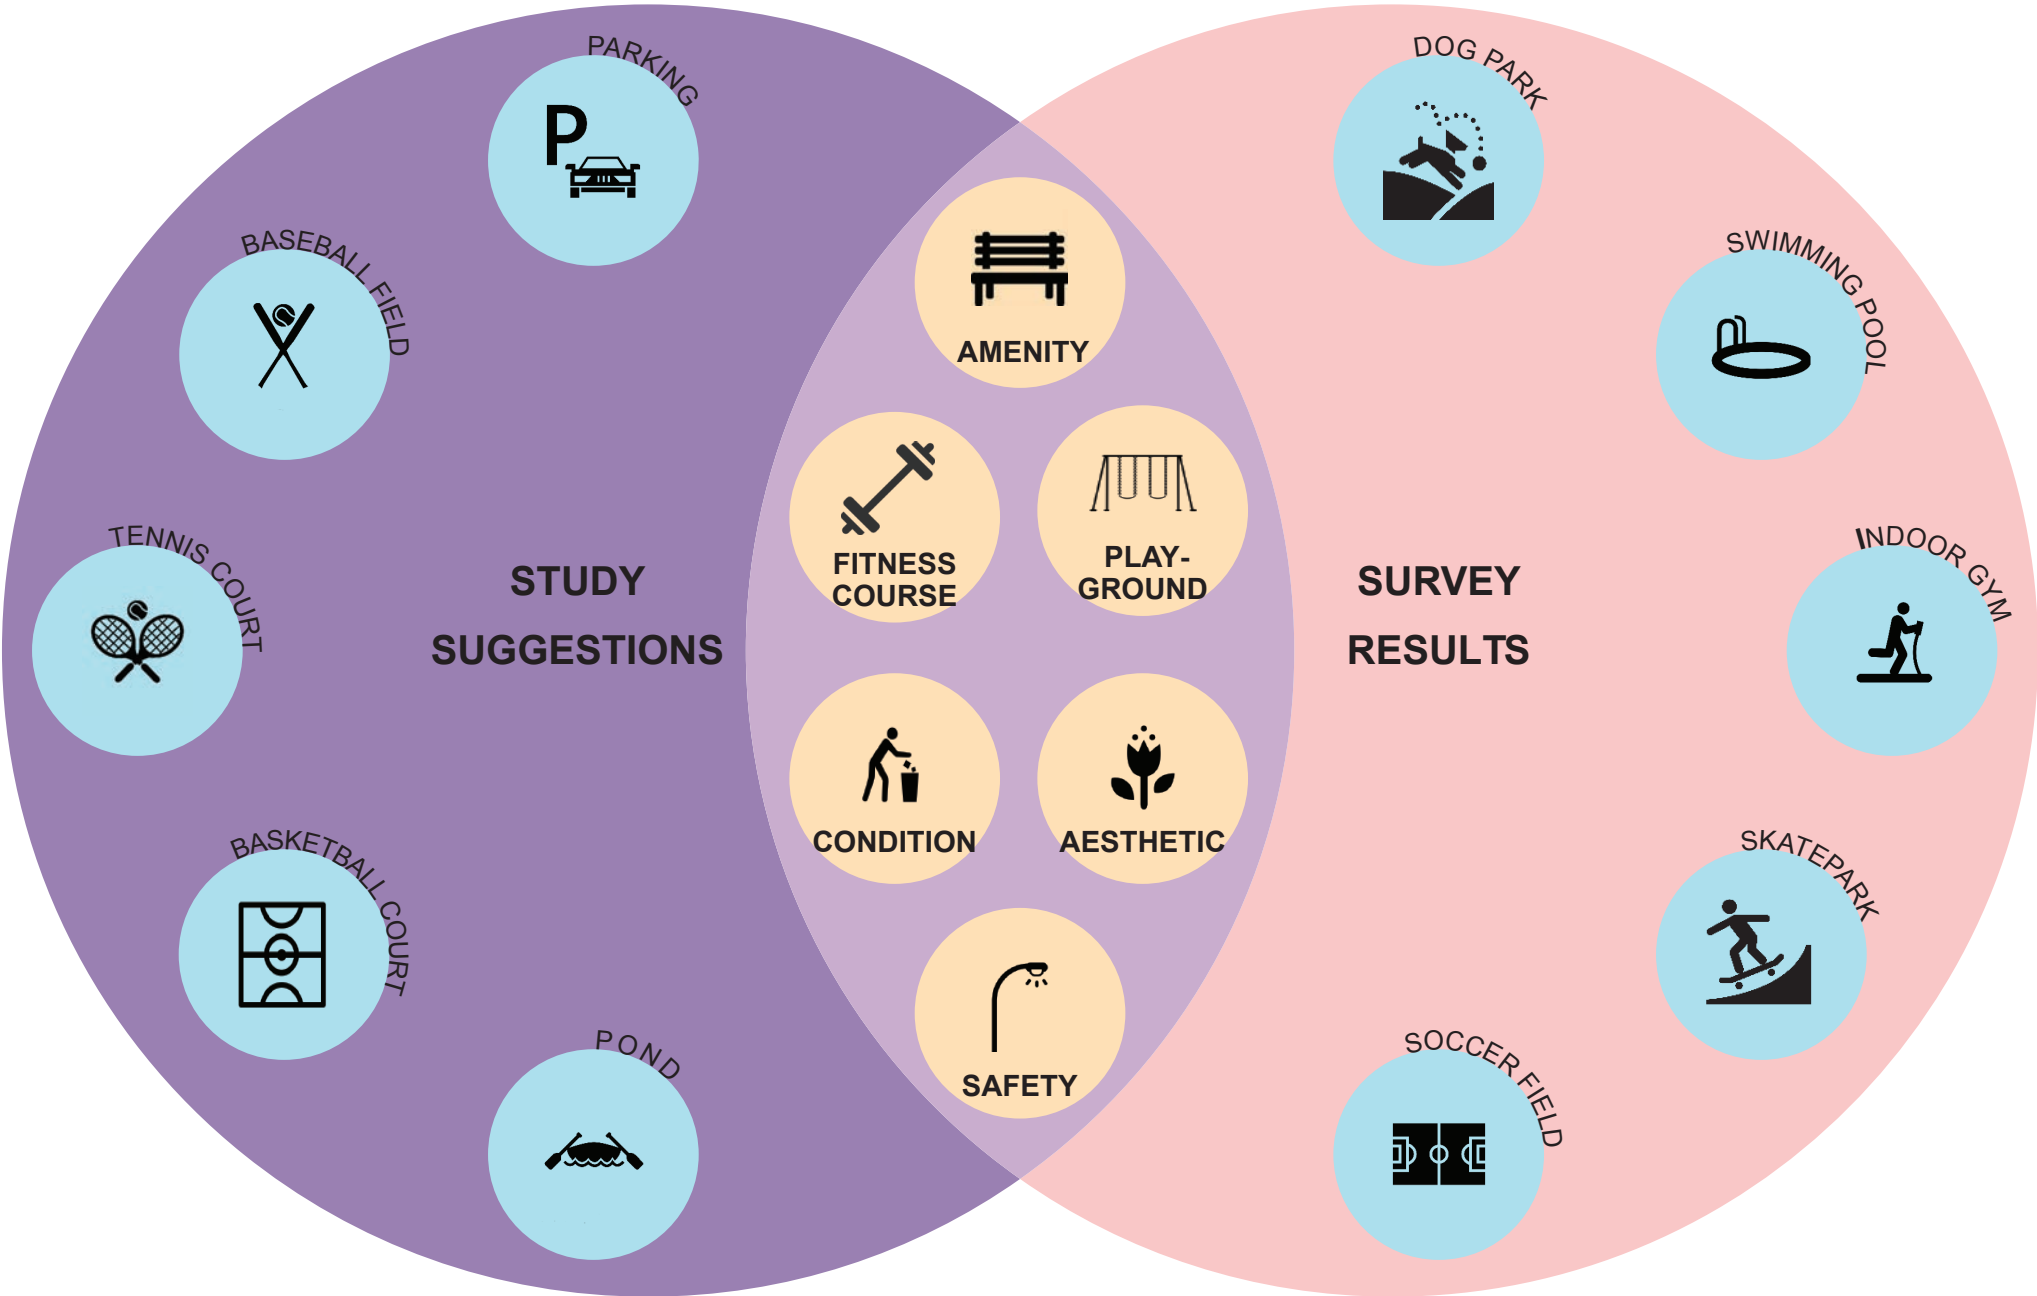 PARKING
DOG PARK
P
BASEBALL FIELD
SWIMMING POOL
AMENITY
TENNIS COURT
FITNESS
COURSE
PLAY-
GROUND
INDOOR GYM
STUDY
SUGGESTIONS
SURVEY
RESULTS
BASKETBALL COURT
CONDITION
AESTHETIC
SKATEPARK
POND
SAFETY
SOCCER FIELD